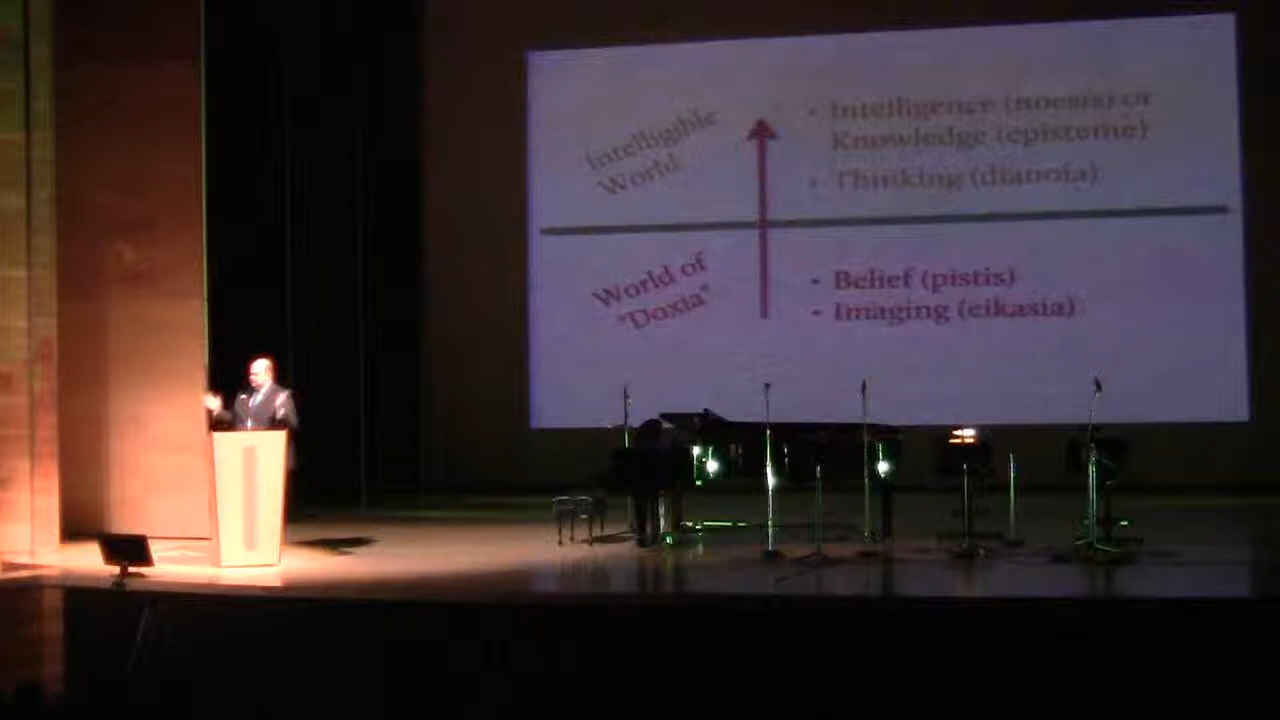 Intelligible
World
• Intelligence (noesis) or
Knowledge (episteme)
• Thinking (dianoia)
World of
"Doxia"
• Belief (pistis)
• Imaging (eikasia)